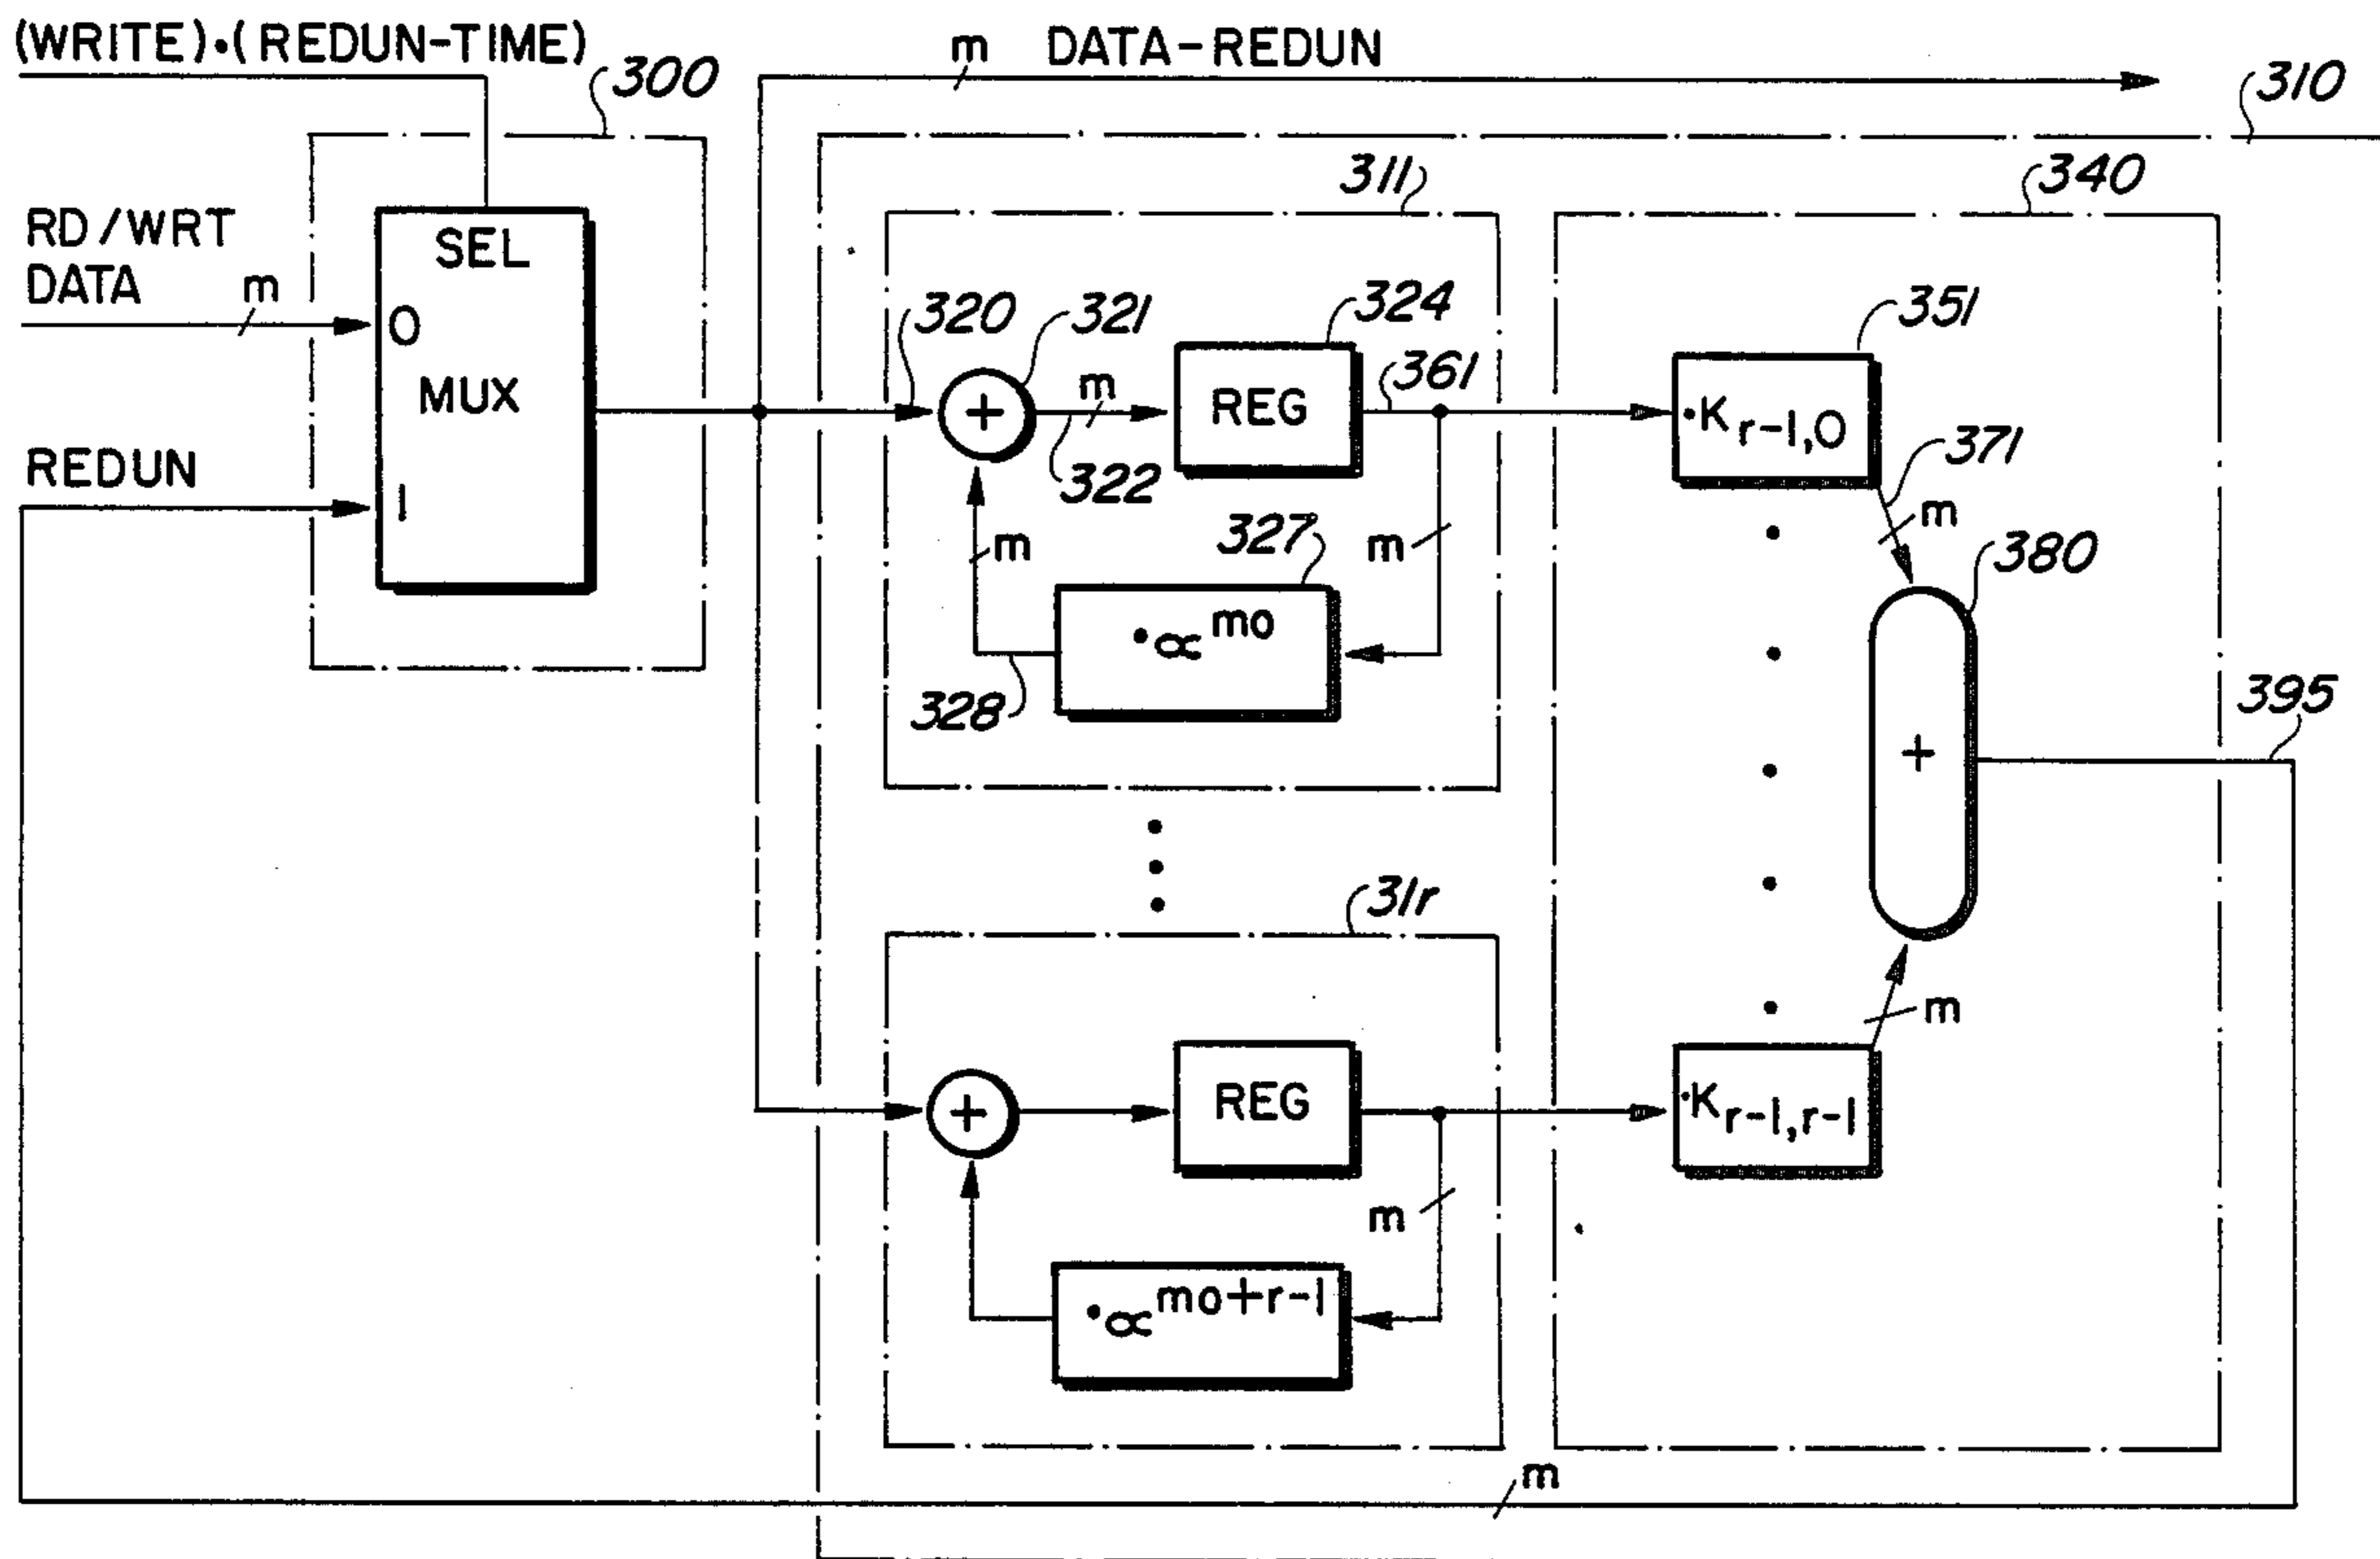 (WRITE)•(REDUN-TIME)
m DATA-REDUN
300
310
311
340
RD/WRT
DATA
m
SEL
0
MUX
REDUN
1
320
321
324
m
322
REG
361
•K r-1,0
351
371
m
380
m
327
m
•∝ mo
328
395
+
+
31r
+
REG
m
•K r-1,r-1
m
•∝ mo+r-1
m